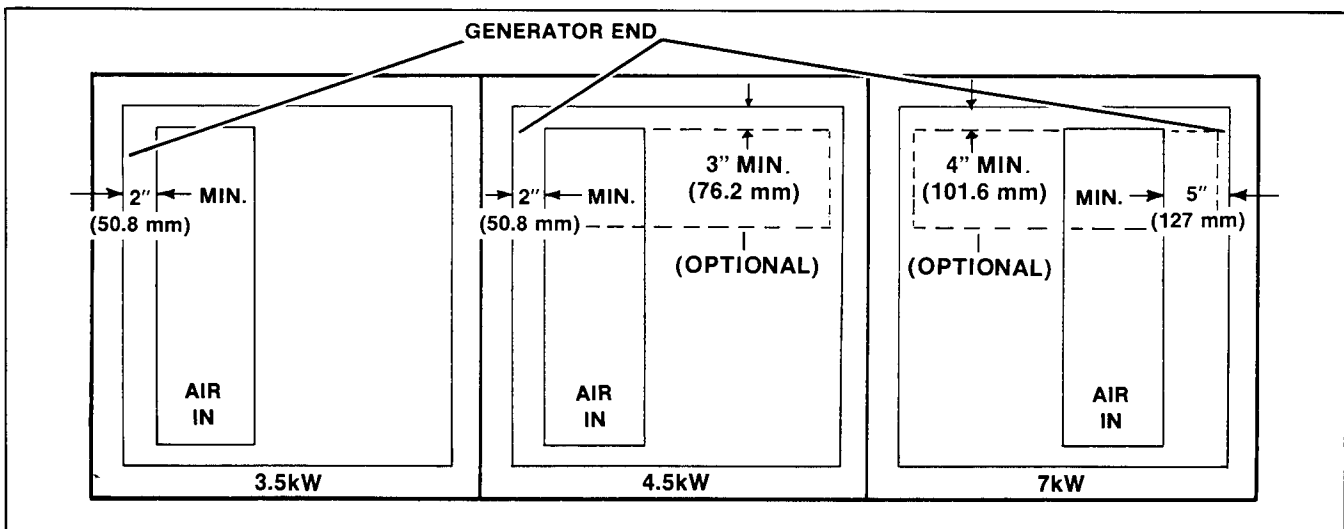 GENERATOR END
2" MIN.
(50.8 mm)
AIR
IN
3.5kW
2" MIN.
(50.8 mm)
3" MIN.
(76.2 mm)
(OPTIONAL)
AIR
IN
4.5kW
4" MIN.
(101.6 mm)
(OPTIONAL)
MIN. 5"
(127 mm)
AIR
IN
7kW